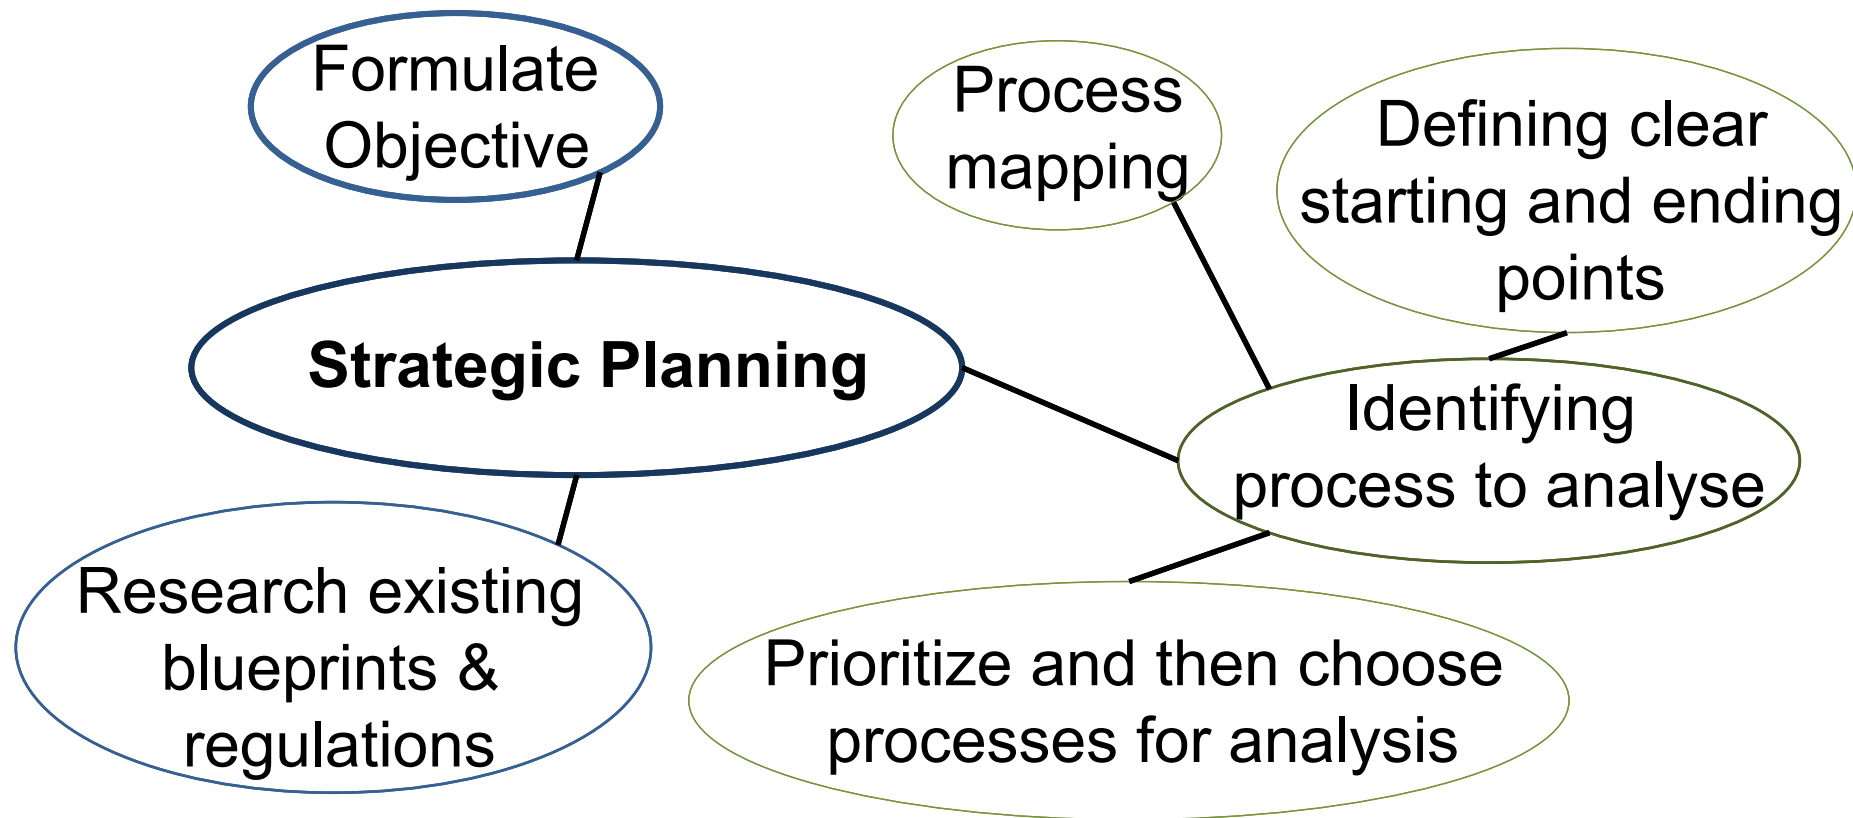 Formulate
Objective
Process
mapping
Defining clear
starting and ending
points
Strategic Planning
Identifying
process to analyse
Research existing
blueprints &
regulations
Prioritize and then choose
processes for analysis